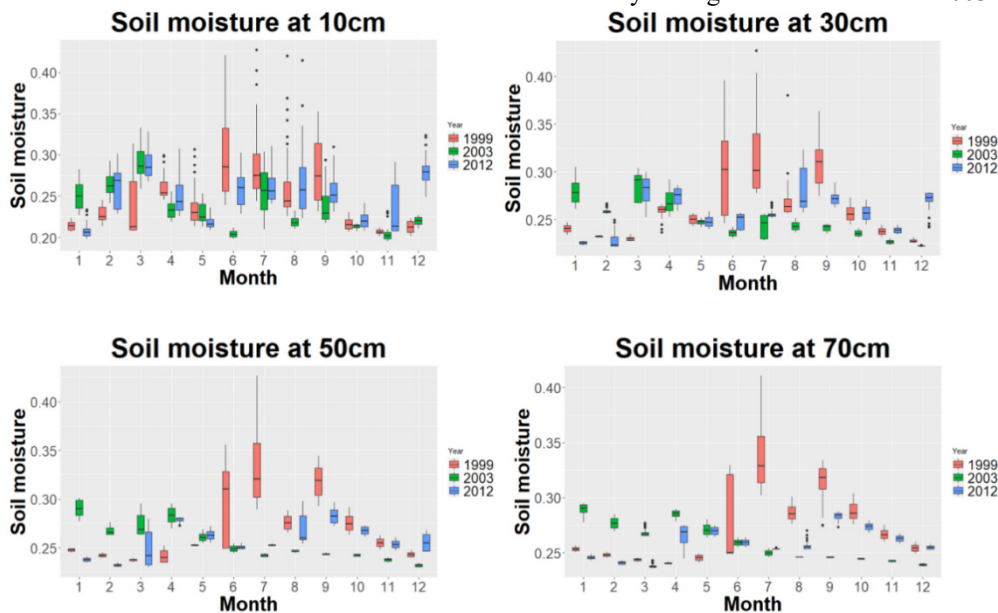 Soil moisture at 10cm
Soil moisture
0.40
0.35
0.30
0.25
0.20
1 2 3 4 5 6 7 8 9 10 11 12
Month
Year
1999
2003
2012
Soil moisture at 30cm
Soil moisture
0.40
0.35
0.30
0.25
1 2 3 4 5 6 7 8 9 10 11 12
Month
Year
1999
2003
2012
Soil moisture at 50cm
Soil moisture
0.40
0.35
0.30
0.25
1 2 3 4 5 6 7 8 9 10 11 12
Month
Year
1999
2003
2012
Soil moisture at 70cm
Soil moisture
0.40
0.35
0.30
0.25
1 2 3 4 5 6 7 8 9 10 11 12
Month
Year
1999
2003
2012